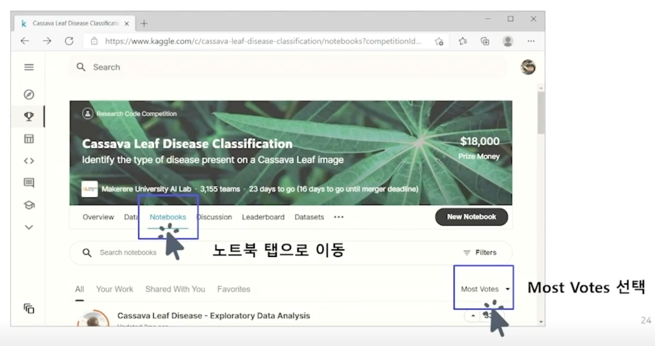 Cassava Leaf Disease Classificatio
https://www.kaggle.com/c/cassava-leaf-disease-classification/notebooks?competitionId...
Search
Research Code Competition
Cassava Leaf Disease Classification
Identify the type of disease present on a Cassava Leaf image
$18,000
Prize Money
Makerere University AI Lab · 3,155 teams · 23 days to go (16 days to go until merger deadline)
Overview Data Notebooks Discussion Leaderboard Datasets ... New Notebook
노트북 탭으로 이동
Search notebooks Filters
All Your Work Shared With You Favorites Most Votes
Most Votes 선택
Cassava Leaf Disease - Exploratory Data Analysis
24